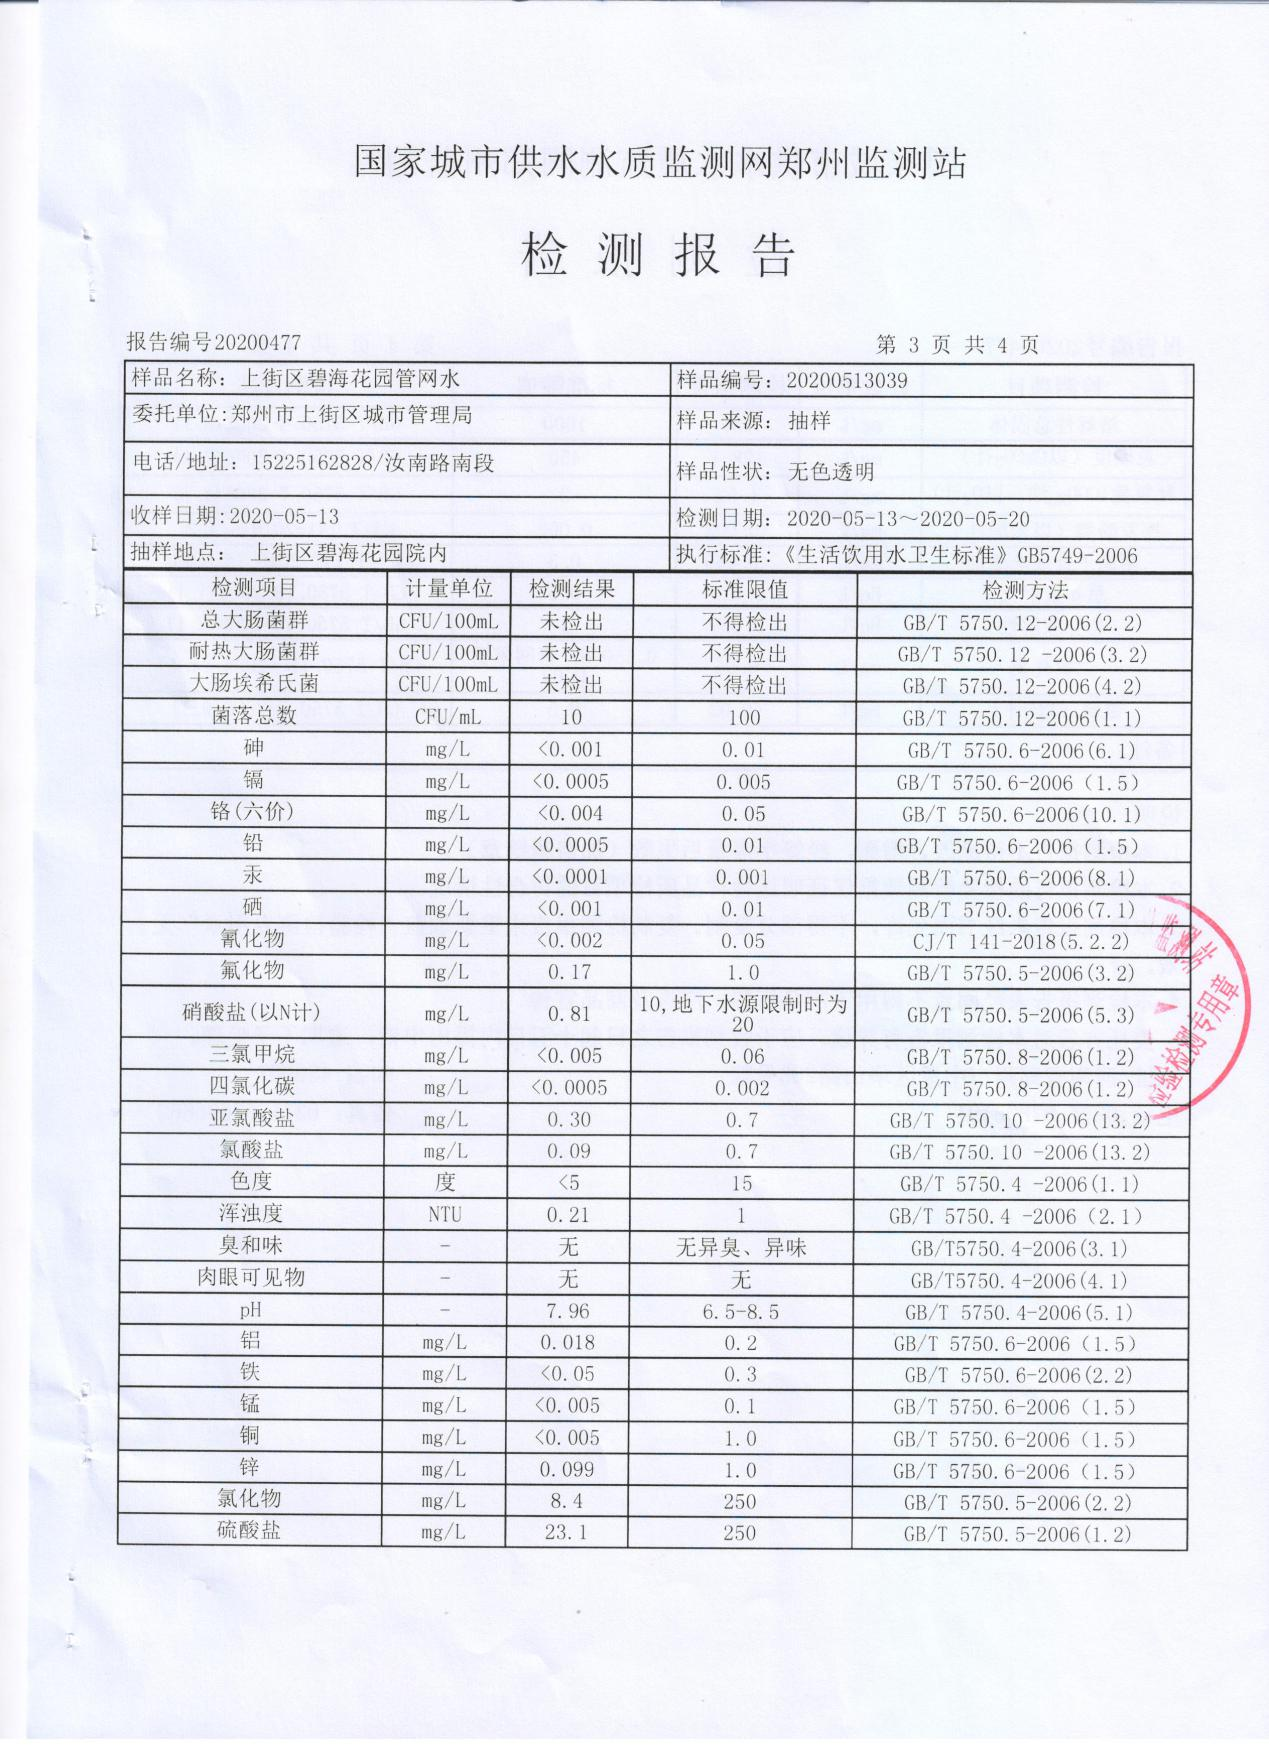 国家城市供水水质监测网郑州监测站
检测报告
报告编号20200477 第 3 页 共 4 页
样品名称：上街区碧海花园管网水 样品编号：20200513039
委托单位:郑州市上街区城市管理局 样品来源：抽样
电话/地址：15225162828/汝南路南段 样品性状：无色透明
收样日期:2020-05-13 检测日期：2020-05-13～2020-05-20
抽样地点： 上街区碧海花园院内 执行标准:《生活饮用水卫生标准》GB5749-2006
检测项目 计量单位 检测结果 标准限值 检测方法
总大肠菌群 CFU/100mL 未检出 不得检出 GB/T 5750.12-2006(2.2)
耐热大肠菌群 CFU/100mL 未检出 不得检出 GB/T 5750.12 -2006(3.2)
大肠埃希氏菌 CFU/100mL 未检出 不得检出 GB/T 5750.12-2006(4.2)
菌落总数 CFU/mL 10 100 GB/T 5750.12-2006(1.1)
砷 mg/L <0.001 0.01 GB/T 5750.6-2006(6.1)
镉 mg/L <0.0005 0.005 GB/T 5750.6-2006（1.5）
铬(六价) mg/L <0.004 0.05 GB/T 5750.6-2006(10.1)
铅 mg/L <0.0005 0.01 GB/T 5750.6-2006（1.5）
汞 mg/L <0.0001 0.001 GB/T 5750.6-2006(8.1)
硒 mg/L <0.001 0.01 GB/T 5750.6-2006(7.1)
氰化物 mg/L <0.002 0.05 CJ/T 141-2018(5.2.2)
氟化物 mg/L 0.17 1.0 GB/T 5750.5-2006(3.2)
硝酸盐(以N计) mg/L 0.81 10,地下水源限制时为20 GB/T 5750.5-2006(5.3)
三氯甲烷 mg/L <0.005 0.06 GB/T 5750.8-2006(1.2)
四氯化碳 mg/L <0.0005 0.002 GB/T 5750.8-2006(1.2)
亚氯酸盐 mg/L 0.30 0.7 GB/T 5750.10 -2006(13.2)
氯酸盐 mg/L 0.09 0.7 GB/T 5750.10 -2006(13.2)
色度 度 <5 15 GB/T 5750.4 -2006(1.1)
浑浊度 NTU 0.21 1 GB/T 5750.4 -2006（2.1）
臭和味 - 无 无异臭、异味 GB/T5750.4-2006(3.1)
肉眼可见物 - 无 无 GB/T5750.4-2006(4.1)
pH - 7.96 6.5-8.5 GB/T 5750.4-2006(5.1)
铝 mg/L 0.018 0.2 GB/T 5750.6-2006（1.5）
铁 mg/L <0.05 0.3 GB/T 5750.6-2006(2.2)
锰 mg/L <0.005 0.1 GB/T 5750.6-2006（1.5）
铜 mg/L <0.005 1.0 GB/T 5750.6-2006（1.5）
锌 mg/L 0.099 1.0 GB/T 5750.6-2006（1.5）
氯化物 mg/L 8.4 250 GB/T 5750.5-2006(2.2)
硫酸盐 mg/L 23.1 250 GB/T 5750.5-2006(1.2)
监测站
验检测专用章